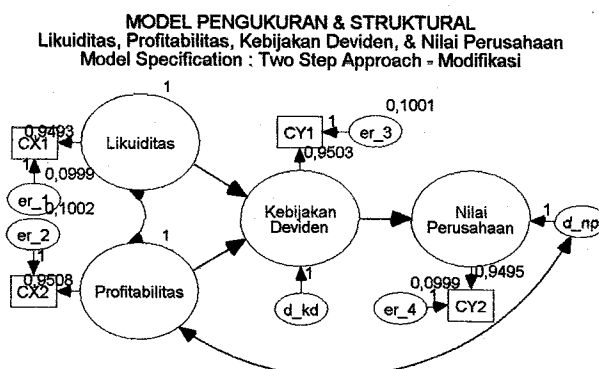 MODEL PENGUKURAN & STRUKTURAL
Likuiditas, Profitabilitas, Kebijakan Deviden, & Nilai Perusahaan
Model Specification : Two Step Approach - Modifikasi
1
0,1001
0,9493
CX1
Likuiditas
CY1
1
er_3
1
0,0999
0,9503
er_1
0,1002
er_2
Kebijakan
Deviden
Nilai
Perusahaan
1
d_np
1
1
0,9508
CX2
Profitabilitas
1
d_kd
0,9495
0,0999
1
er_4
CY2